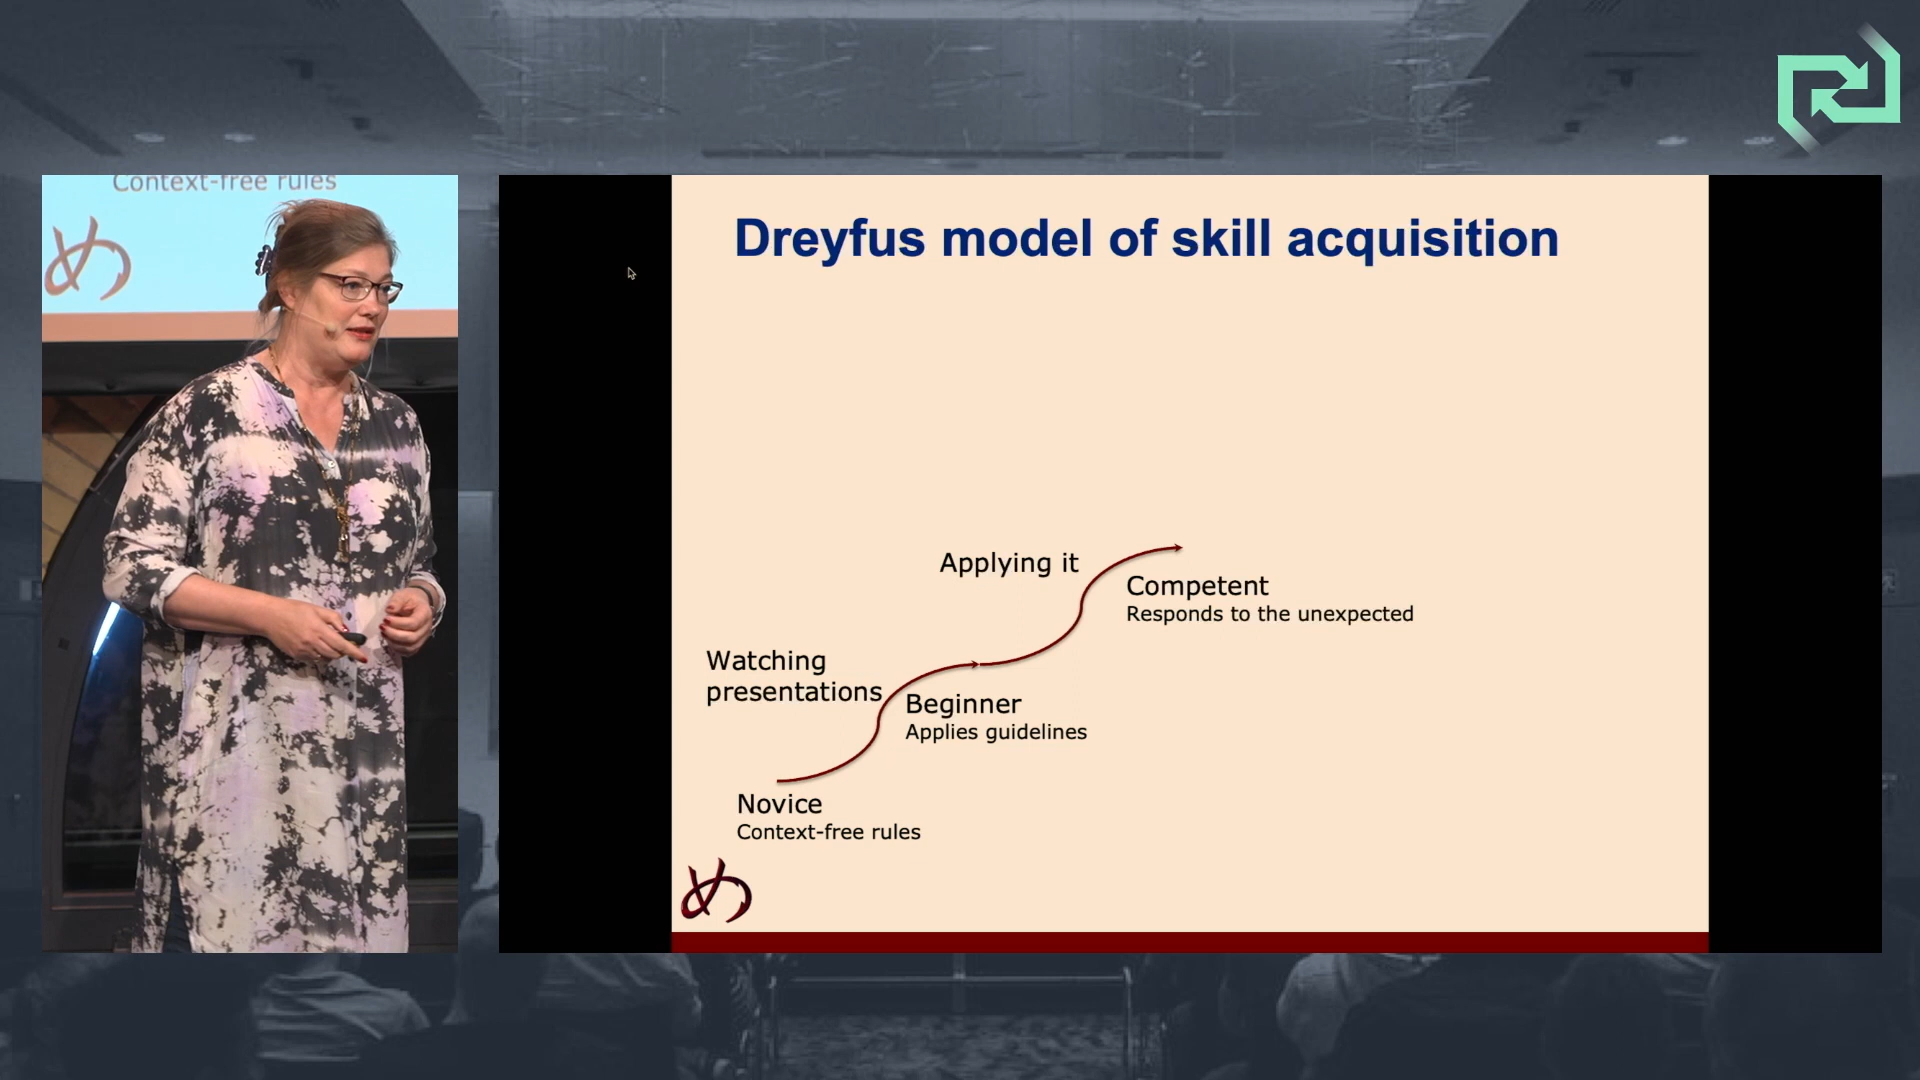 Context-free rules
め
Dreyfus model of skill acquisition
Applying it
Competent
Responds to the unexpected
Watching
presentations
Beginner
Applies guidelines
Novice
Context-free rules
め